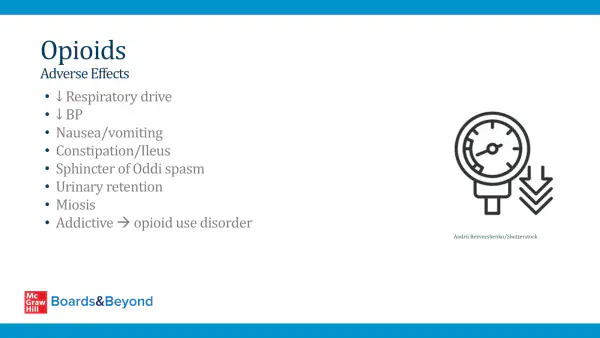 Opioids
Adverse Effects
• ↓ Respiratory drive
• ↓ BP
• Nausea/vomiting
• Constipation/Ileus
• Sphincter of Oddi spasm
• Urinary retention
• Miosis
• Addictive → opioid use disorder
Andrii Bezvershenko/Shutterstock
Mc
Graw
Hill
Boards&Beyond